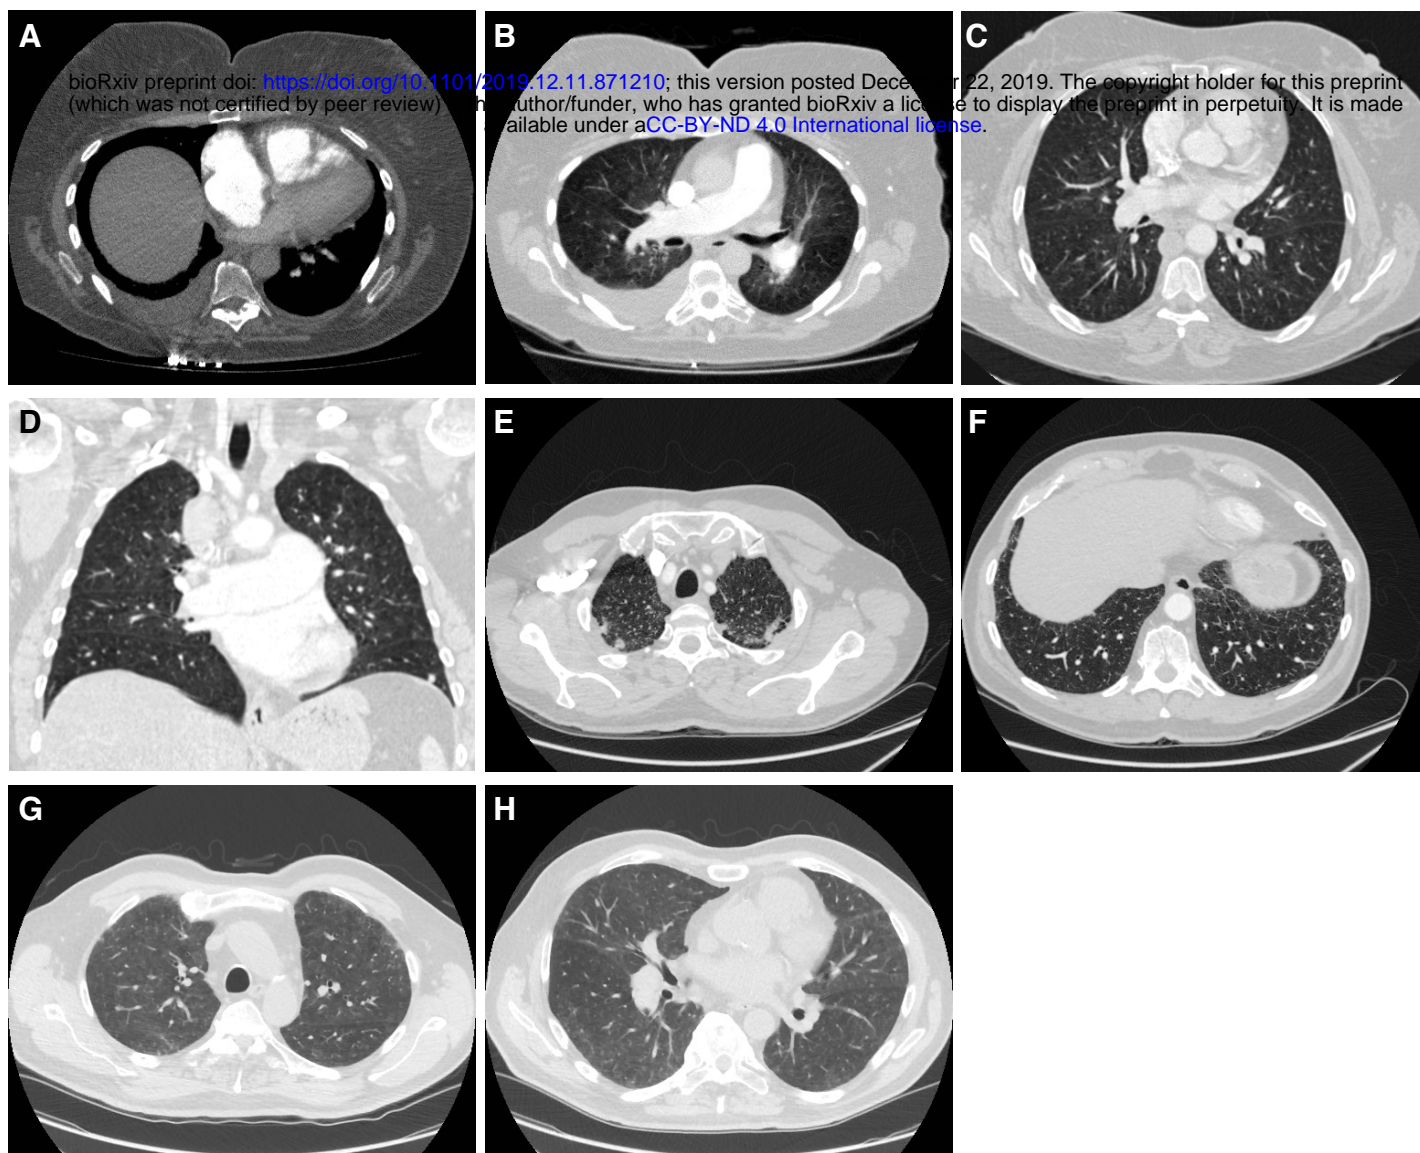 A
B
C
bioRxiv preprint doi: https://doi.org/10.1101/2019.12.11.871210; this version posted December 22, 2019. The copyright holder for this preprint
(which was not certified by peer review) author/funder, who has granted bioRxiv a license to display the preprint in perpetuity. It is made
available under aCC-BY-ND 4.0 International license.
D
E
F
G
H